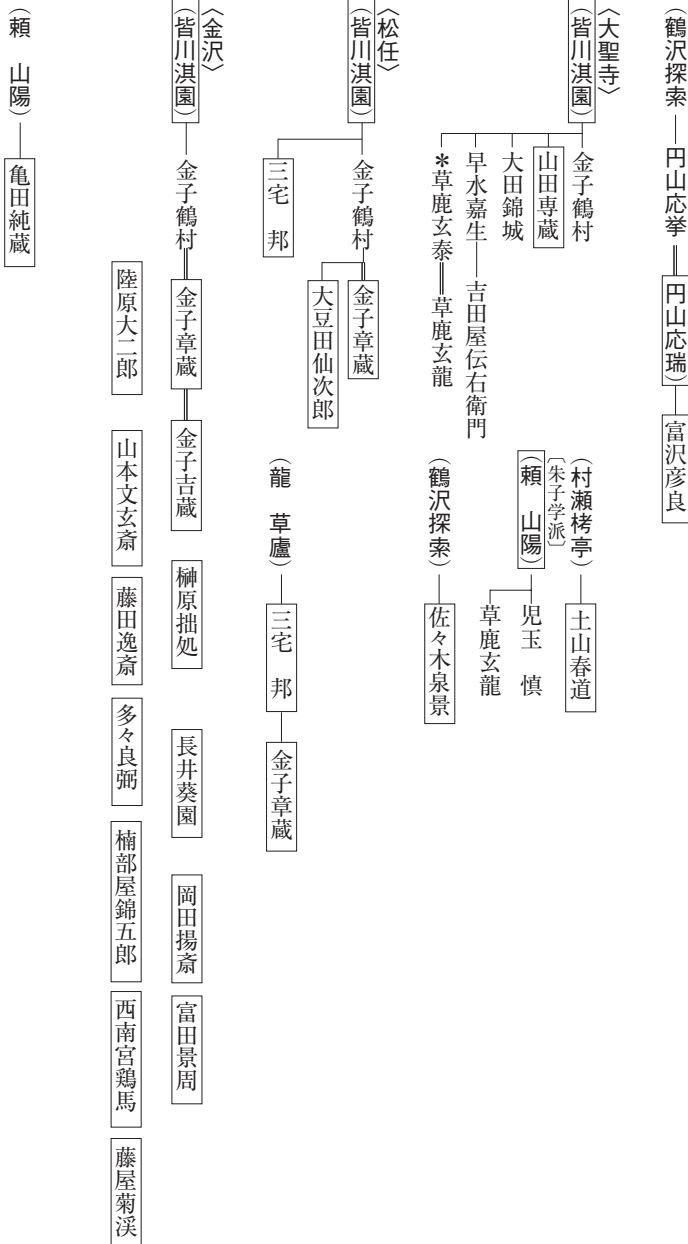 （鶴沢探索
円山応挙
円山応瑞）
富沢彦良
〈大聖寺〉
（皆川淇園）
金子鶴村
山田専蔵
大田錦城
早水嘉生
吉田屋伝右衛門
＊草鹿玄泰
草鹿玄龍
（村瀬栲亭）
土山春道
〔朱子学派〕
（頼　山陽）
児玉　慎
草鹿玄龍
（鶴沢探索）
佐々木泉景
〈松任〉
（皆川淇園）
金子鶴村
金子章蔵
大豆田仙次郎
三宅　邦
（龍　草廬）
三宅　邦
金子章蔵
〈金沢〉
（皆川淇園）
金子鶴村
金子章蔵
金子吉蔵
榊原拙処
長井葵園
岡田揚斎
富田景周
陸原大二郎
山本文玄斎
藤田逸斎
多々良弼
楠部屋錦五郎
西南宮鶏馬
藤屋菊渓
（頼　山陽）
亀田純蔵